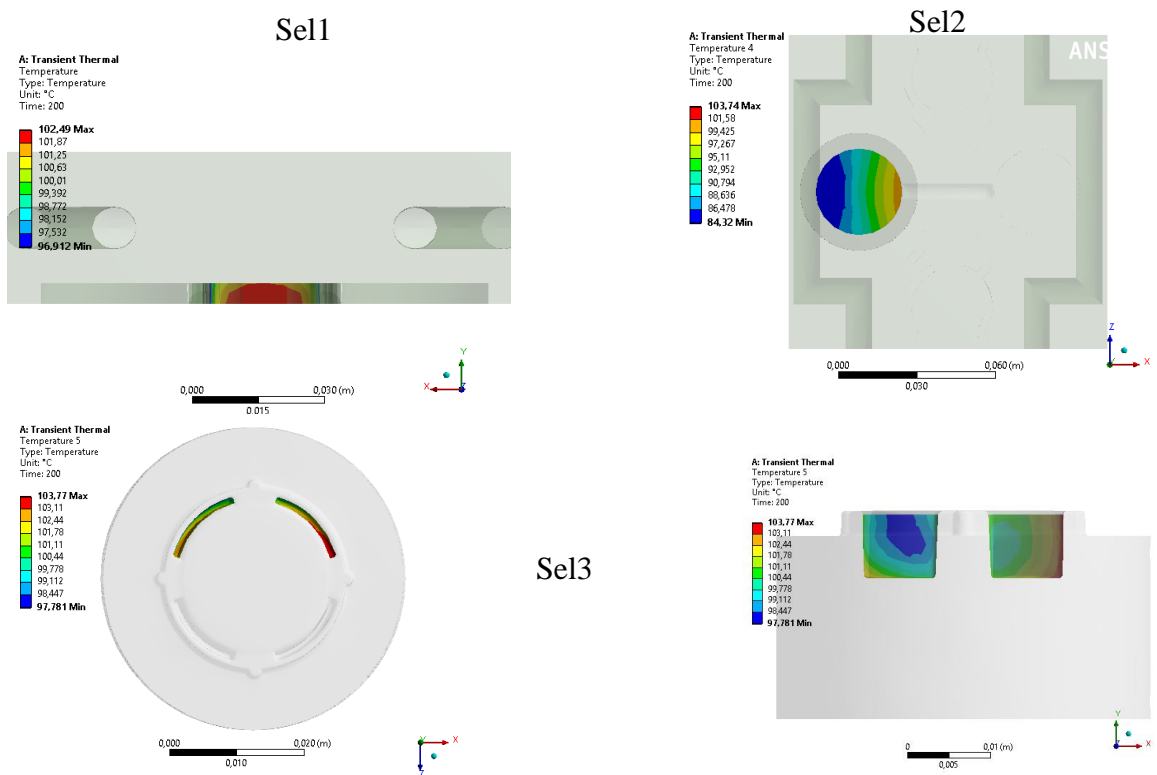 Sel1
A: Transient Thermal
Temperature
Type: Temperature
Unit: °C
Time: 200
102,49 Max
101,87
101,25
100,63
100,01
99,392
98,772
98,152
97,532
96,912 Min
Y
X
Z
0,000
0,030 (m)
0.015
Sel2
A: Transient Thermal
Temperature 4
Type: Temperature
Unit: °C
Time: 200
ANS
103,74 Max
101,58
99,425
97,267
95,11
92,952
90,794
88,636
86,478
84,32 Min
Z
Y
X
0,000
0,060 (m)
0,030
A: Transient Thermal
Temperature 5
Type: Temperature
Unit: °C
Time: 200
103,77 Max
103,11
102,44
101,78
101,11
100,44
99,778
99,112
98,447
97,781 Min
0,000
0,020 (m)
0,010
Y
X
Z
Sel3
A: Transient Thermal
Temperature 5
Type: Temperature
Unit: °C
Time: 200
103,77 Max
103,11
102,44
101,78
101,11
100,44
99,778
99,112
98,447
97,781 Min
0
0,01 (m)
0,005
Y
Z
X